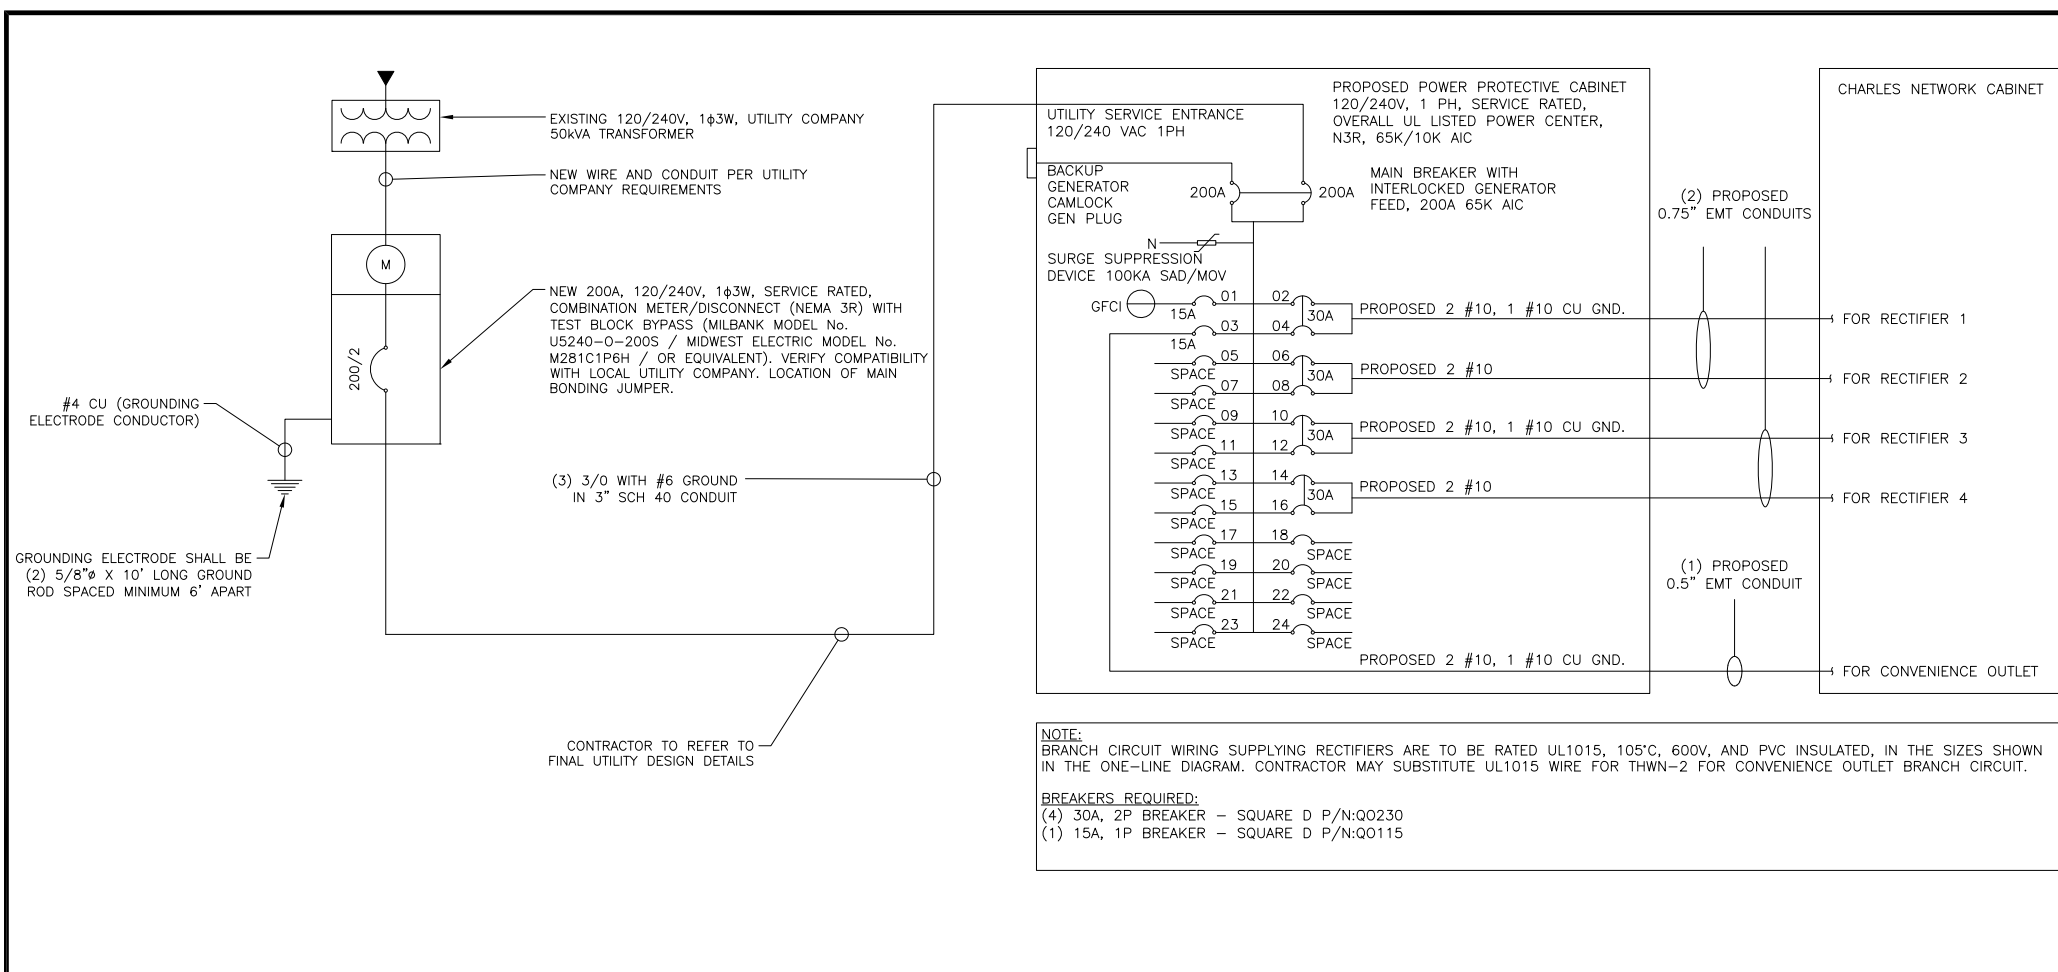 EXISTING 120/240V, 1ϕ3W, UTILITY COMPANY
50kVA TRANSFORMER
NEW WIRE AND CONDUIT PER UTILITY
COMPANY REQUIREMENTS
M
200/2
NEW 200A, 120/240V, 1ϕ3W, SERVICE RATED,
COMBINATION METER/DISCONNECT (NEMA 3R) WITH
TEST BLOCK BYPASS (MILBANK MODEL No.
U5240-O-200S / MIDWEST ELECTRIC MODEL No.
M281C1P6H / OR EQUIVALENT). VERIFY COMPATIBILITY
WITH LOCAL UTILITY COMPANY. LOCATION OF MAIN
BONDING JUMPER.
#4 CU (GROUNDING
ELECTRODE CONDUCTOR)
GROUNDING ELECTRODE SHALL BE
(2) 5/8"ø X 10' LONG GROUND
ROD SPACED MINIMUM 6' APART
(3) 3/0 WITH #6 GROUND
IN 3" SCH 40 CONDUIT
CONTRACTOR TO REFER TO
FINAL UTILITY DESIGN DETAILS
UTILITY SERVICE ENTRANCE
120/240 VAC 1PH
PROPOSED POWER PROTECTIVE CABINET
120/240V, 1 PH, SERVICE RATED,
OVERALL UL LISTED POWER CENTER,
N3R, 65K/10K AIC
BACKUP
GENERATOR
CAMLOCK
GEN PLUG
200A
200A
MAIN BREAKER WITH
INTERLOCKED GENERATOR
FEED, 200A 65K AIC
N
SURGE SUPPRESSION
DEVICE 100KA SAD/MOV
GFCI
01 02
15A 30A
03 04
15A
05 06
SPACE 30A
07 08
SPACE
09 10
SPACE 30A
11 12
SPACE
13 14
SPACE 30A
15 16
SPACE
17 18
SPACE SPACE
19 20
SPACE SPACE
21 22
SPACE SPACE
23 24
SPACE SPACE
PROPOSED 2 #10, 1 #10 CU GND.
PROPOSED 2 #10
PROPOSED 2 #10, 1 #10 CU GND.
PROPOSED 2 #10
PROPOSED 2 #10, 1 #10 CU GND.
(2) PROPOSED
0.75" EMT CONDUITS
(1) PROPOSED
0.5" EMT CONDUIT
CHARLES NETWORK CABINET
FOR RECTIFIER 1
FOR RECTIFIER 2
FOR RECTIFIER 3
FOR RECTIFIER 4
FOR CONVENIENCE OUTLET
NOTE:
BRANCH CIRCUIT WIRING SUPPLYING RECTIFIERS ARE TO BE RATED UL1015, 105°C, 600V, AND PVC INSULATED, IN THE SIZES SHOWN
IN THE ONE-LINE DIAGRAM. CONTRACTOR MAY SUBSTITUTE UL1015 WIRE FOR THWN-2 FOR CONVENIENCE OUTLET BRANCH CIRCUIT.
BREAKERS REQUIRED:
(4) 30A, 2P BREAKER - SQUARE D P/N:QO230
(1) 15A, 1P BREAKER - SQUARE D P/N:QO115